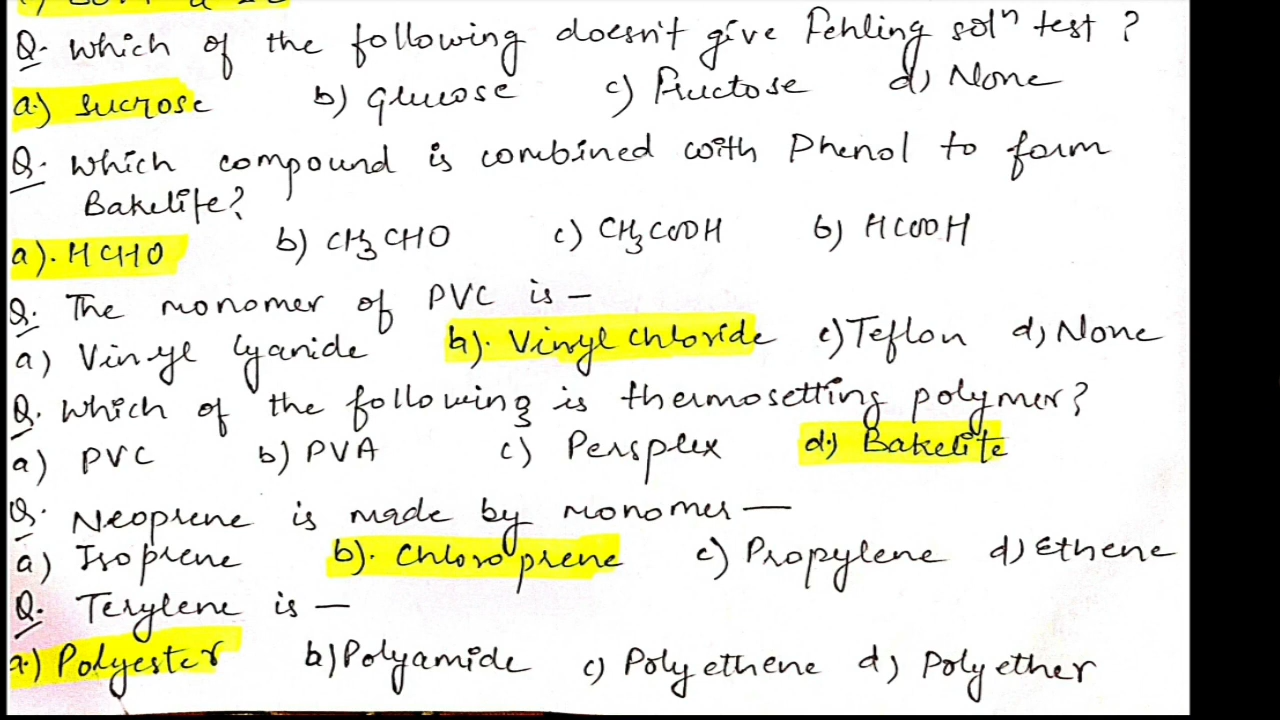 Q. Which of the following doesn't give Fehling solⁿ test ?
a.) Sucrose b) glucose c) Fructose d) None
Q. Which compound is combined with Phenol to form
Bakelite?
a). HCHO b) CH3CHO c) CH3COOH b) HCOOH
Q. The monomer of PVC is –
a) Vinyl Cyanide b). Vinyl chloride c) Teflon d) None
Q. Which of the following is thermosetting polymer?
a) PVC b) PVA c) Persplex d.) Bakelite
Q. Neoprene is made by monomer —
a) Isoprene b). Chloroprene c) Propylene d) Ethene
Q. Terylene is —
a.) Polyester b) Polyamide c) Polyethene d) Polyether